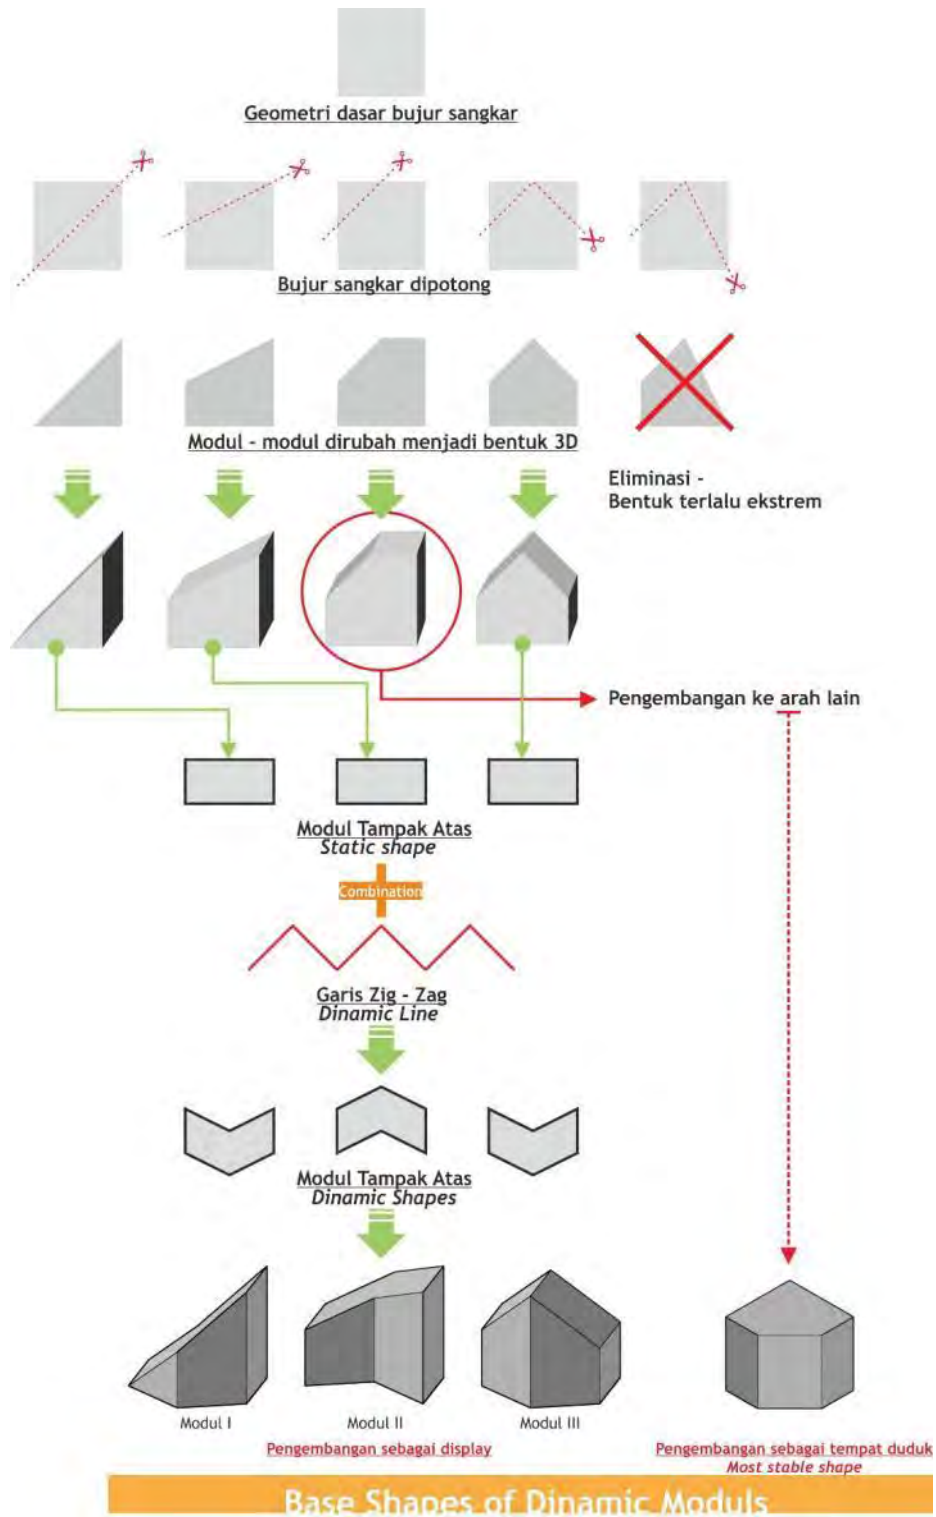 Geometri dasar bujur sangkar
Bujur sangkar dipotong
Modul - modul dirubah menjadi bentuk 3D
Eliminasi -
Bentuk terlalu ekstrem
Pengembangan ke arah lain
Modul Tampak Atas
Static shape
Combination
Garis Zig - Zag
Dinamic Line
Modul Tampak Atas
Dinamic Shapes
Modul I
Modul II
Modul III
Pengembangan sebagai display
Pengembangan sebagai tempat duduk
Most stable shape
Base Shapes of Dinamic Moduls